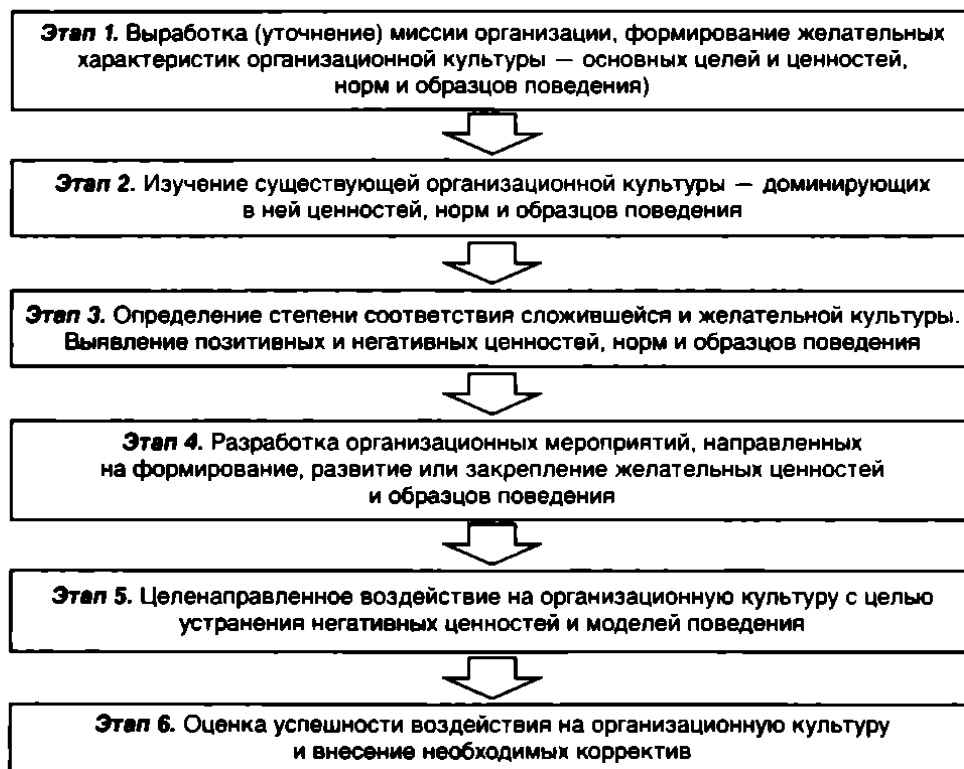 Этап 1. Выработка (уточнение) миссии организации, формирование желательных
характеристик организационной культуры — основных целей и ценностей,
норм и образцов поведения)
Этап 2. Изучение существующей организационной культуры — доминирующих
в ней ценностей, норм и образцов поведения
Этап 3. Определение степени соответствия сложившейся и желательной культуры.
Выявление позитивных и негативных ценностей, норм и образцов поведения
Этап 4. Разработка организационных мероприятий, направленных
на формирование, развитие или закрепление желательных ценностей
и образцов поведения
Этап 5. Целенаправленное воздействие на организационную культуру с целью
устранения негативных ценностей и моделей поведения
Этап 6. Оценка успешности воздействия на организационную культуру
и внесение необходимых корректив